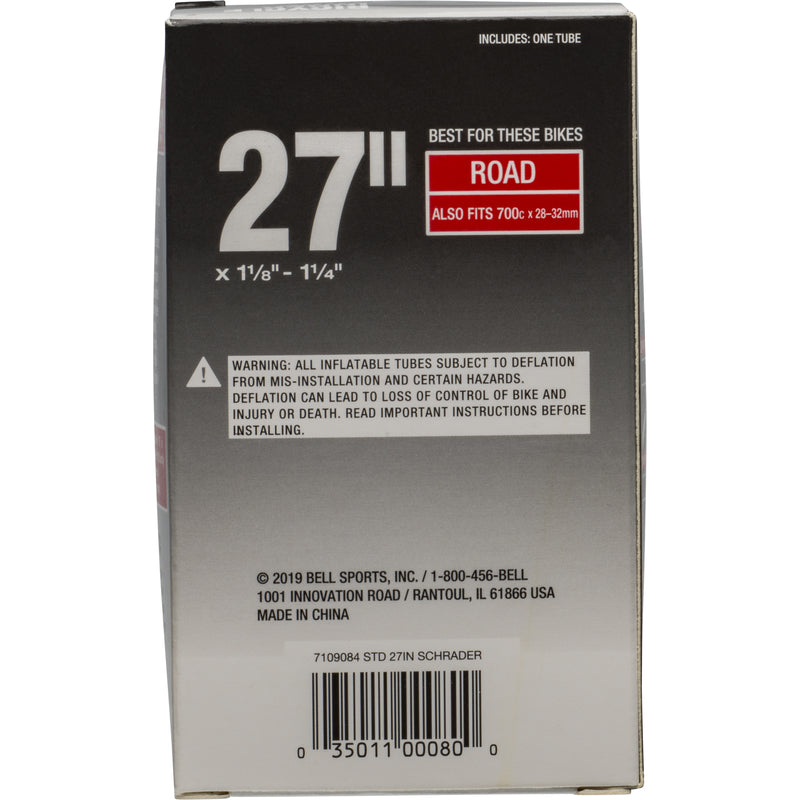 INCLUDES: ONE TUBE
27"
x 1⅛" - 1¼"
BEST FOR THESE BIKES
ROAD
ALSO FITS 700c x 28–32mm
WARNING: ALL INFLATABLE TUBES SUBJECT TO DEFLATION
FROM MIS-INSTALLATION AND CERTAIN HAZARDS.
DEFLATION CAN LEAD TO LOSS OF CONTROL OF BIKE AND
INJURY OR DEATH. READ IMPORTANT INSTRUCTIONS BEFORE
INSTALLING.
© 2019 BELL SPORTS, INC. / 1-800-456-BELL
1001 INNOVATION ROAD / RANTOUL, IL 61866 USA
MADE IN CHINA
7109084 STD 27IN SCHRADER
0 35011 00080 0